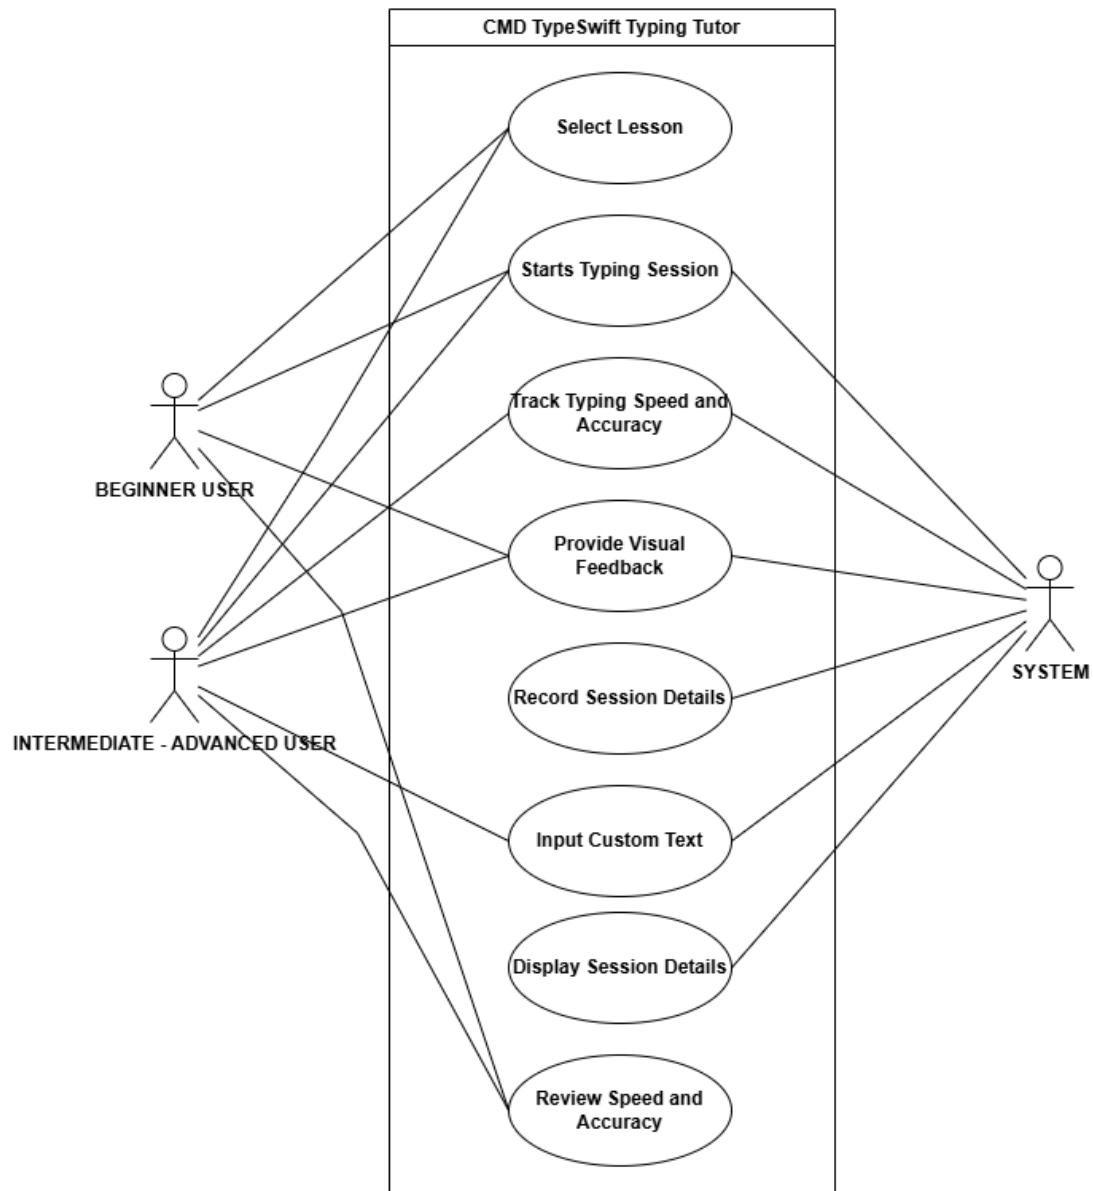 CMD TypeSwift Typing Tutor
Select Lesson
Starts Typing Session
Track Typing Speed and
Accuracy
BEGINNER USER
Provide Visual
Feedback
SYSTEM
Record Session Details
INTERMEDIATE - ADVANCED USER
Input Custom Text
Display Session Details
Review Speed and
Accuracy